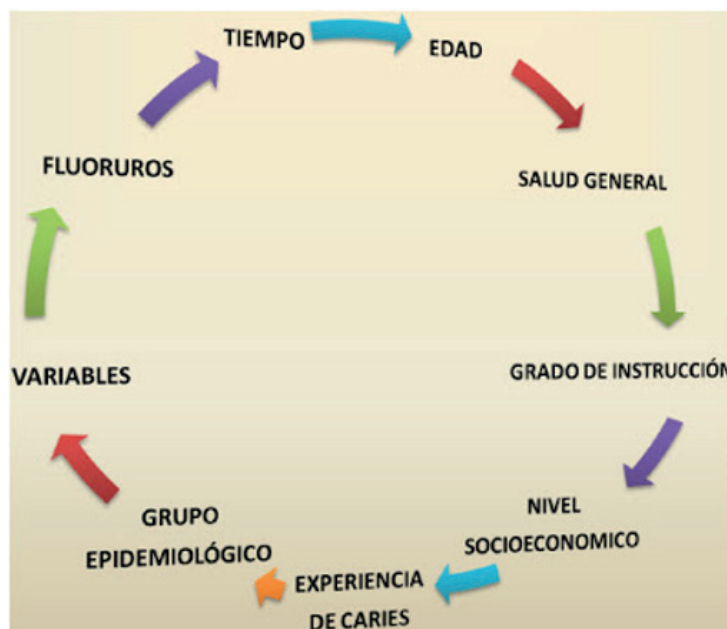 TIEMPO
EDAD
SALUD GENERAL
GRADO DE INSTRUCCIÓN
NIVEL
SOCIOECONOMICO
EXPERIENCIA
DE CARIES
GRUPO
EPIDEMIOLÓGICO
VARIABLES
FLUORUROS